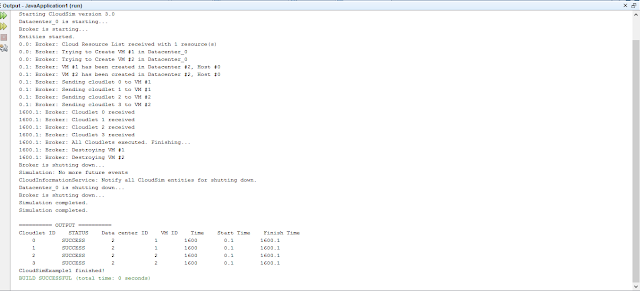 Output - JavaApplication1 (run)
Starting CloudSim version 3.0
Datacenter_0 is starting...
Broker is starting...
Entities started.
0.0: Broker: Cloud Resource List received with 1 resource(s)
0.0: Broker: Trying to Create VM #1 in Datacenter_0
0.0: Broker: Trying to Create VM #2 in Datacenter_0
0.1: Broker: VM #1 has been created in Datacenter #2, Host #0
0.1: Broker: VM #2 has been created in Datacenter #2, Host #0
0.1: Broker: Sending cloudlet 0 to VM #1
0.1: Broker: Sending cloudlet 1 to VM #1
0.1: Broker: Sending cloudlet 2 to VM #2
0.1: Broker: Sending cloudlet 3 to VM #2
1600.1: Broker: Cloudlet 0 received
1600.1: Broker: Cloudlet 1 received
1600.1: Broker: Cloudlet 2 received
1600.1: Broker: Cloudlet 3 received
1600.1: Broker: All Cloudlets executed. Finishing...
1600.1: Broker: Destroying VM #1
1600.1: Broker: Destroying VM #2
Broker is shutting down...
Simulation: No more future events
CloudInformationService: Notify all CloudSim entities for shutting down.
Datacenter_0 is shutting down...
Broker is shutting down...
Simulation completed.
Simulation completed.
========== OUTPUT ==========
Cloudlet ID STATUS Data center ID VM ID Time Start Time Finish Time
0 SUCCESS 2 1 1600 0.1 1600.1
1 SUCCESS 2 1 1600 0.1 1600.1
2 SUCCESS 2 2 1600 0.1 1600.1
3 SUCCESS 2 2 1600 0.1 1600.1
CloudSimExample1 finished!
BUILD SUCCESSFUL (total time: 0 seconds)